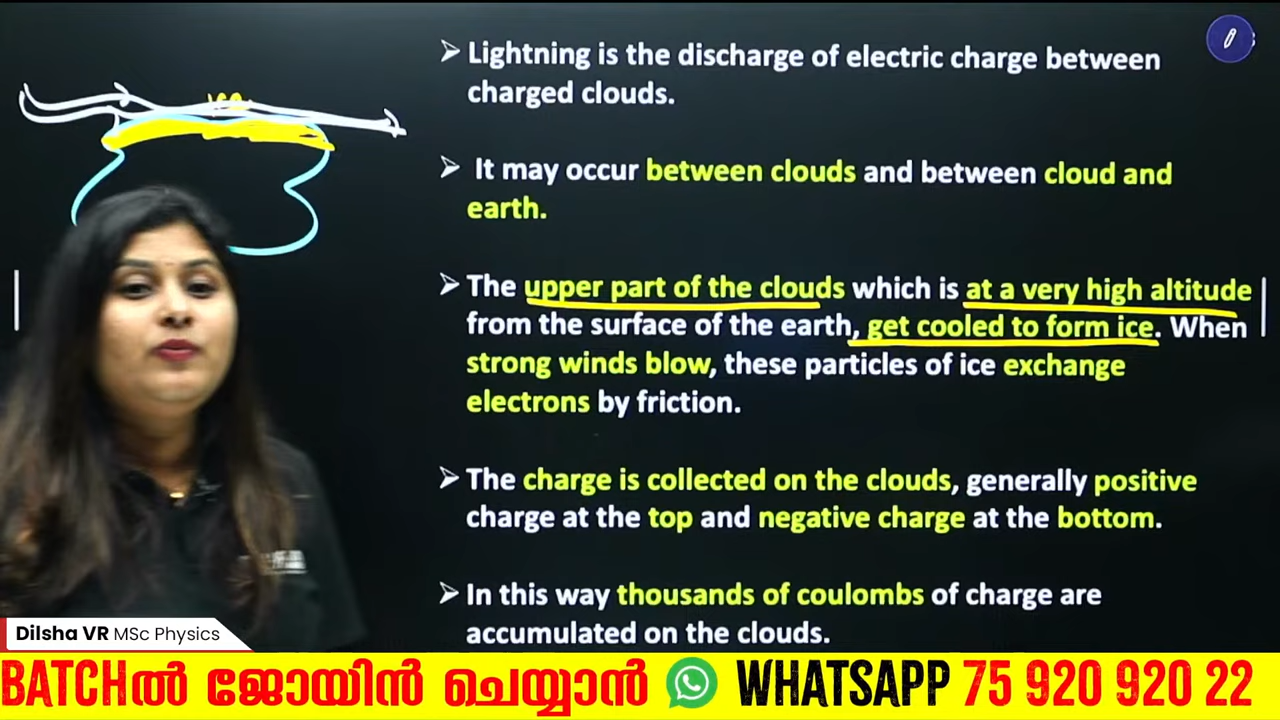 ➢ Lightning is the discharge of electric charge between
charged clouds.
➢ It may occur between clouds and between cloud and
earth.
➢ The upper part of the clouds which is at a very high altitude
from the surface of the earth, get cooled to form ice. When
strong winds blow, these particles of ice exchange
electrons by friction.
➢ The charge is collected on the clouds, generally positive
charge at the top and negative charge at the bottom.
➢ In this way thousands of coulombs of charge are
accumulated on the clouds.
Dilsha VR MSc Physics
BATCHൽ ജോയിൻ ചെയ്യാൻ WHATSAPP 75 920 920 22